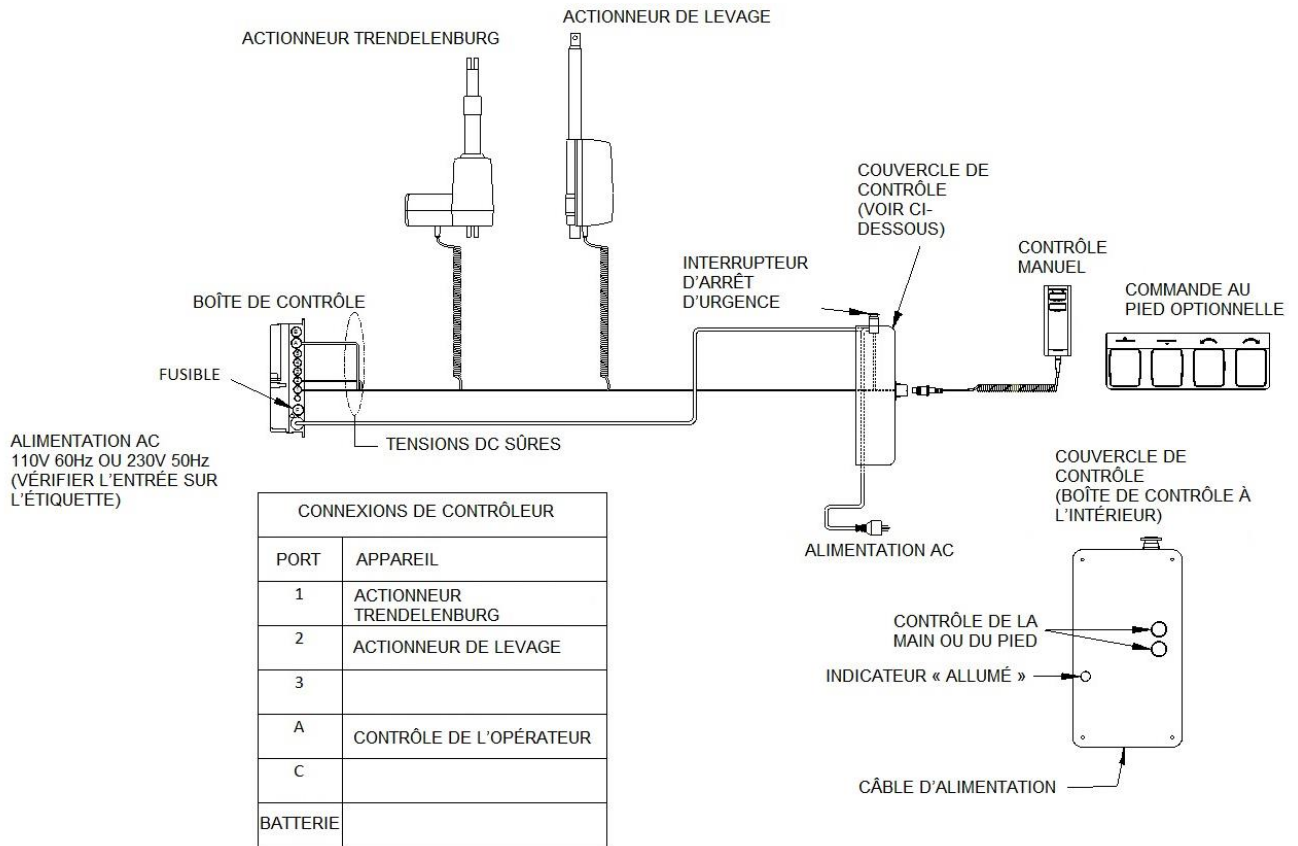 ACTIONNEUR DE LEVAGE
ACTIONNEUR TRENDELENBURG
COUVERCLE DE
CONTRÔLE
(VOIR CI-
DESSOUS)
INTERRUPTEUR
D'ARRÊT
D'URGENCE
CONTRÔLE
MANUEL
COMMANDE AU
PIED OPTIONNELLE
BOÎTE DE CONTRÔLE
FUSIBLE
ALIMENTATION AC
110V 60Hz OU 230V 50Hz
(VÉRIFIER L'ENTRÉE SUR
L'ÉTIQUETTE)
TENSIONS DC SÛRES
ALIMENTATION AC
CONNEXIONS DE CONTRÔLEUR
PORT APPAREIL
1 ACTIONNEUR
TRENDELENBURG
2 ACTIONNEUR DE LEVAGE
3
A CONTRÔLE DE L'OPÉRATEUR
C
BATTERIE
COUVERCLE DE
CONTRÔLE
(BOÎTE DE CONTRÔLE À
L'INTÉRIEUR)
CONTRÔLE DE LA
MAIN OU DU PIED
INDICATEUR « ALLUMÉ »
CÂBLE D'ALIMENTATION